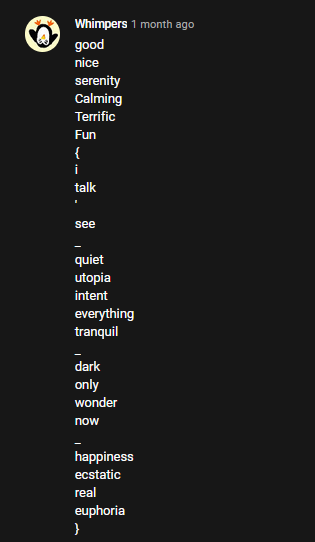 Whimpers 1 month ago
good
nice
serenity
Calming
Terrific
Fun
{
i
talk
'
see
_
quiet
utopia
intent
everything
tranquil
_
dark
only
wonder
now
_
happiness
ecstatic
real
euphoria
}